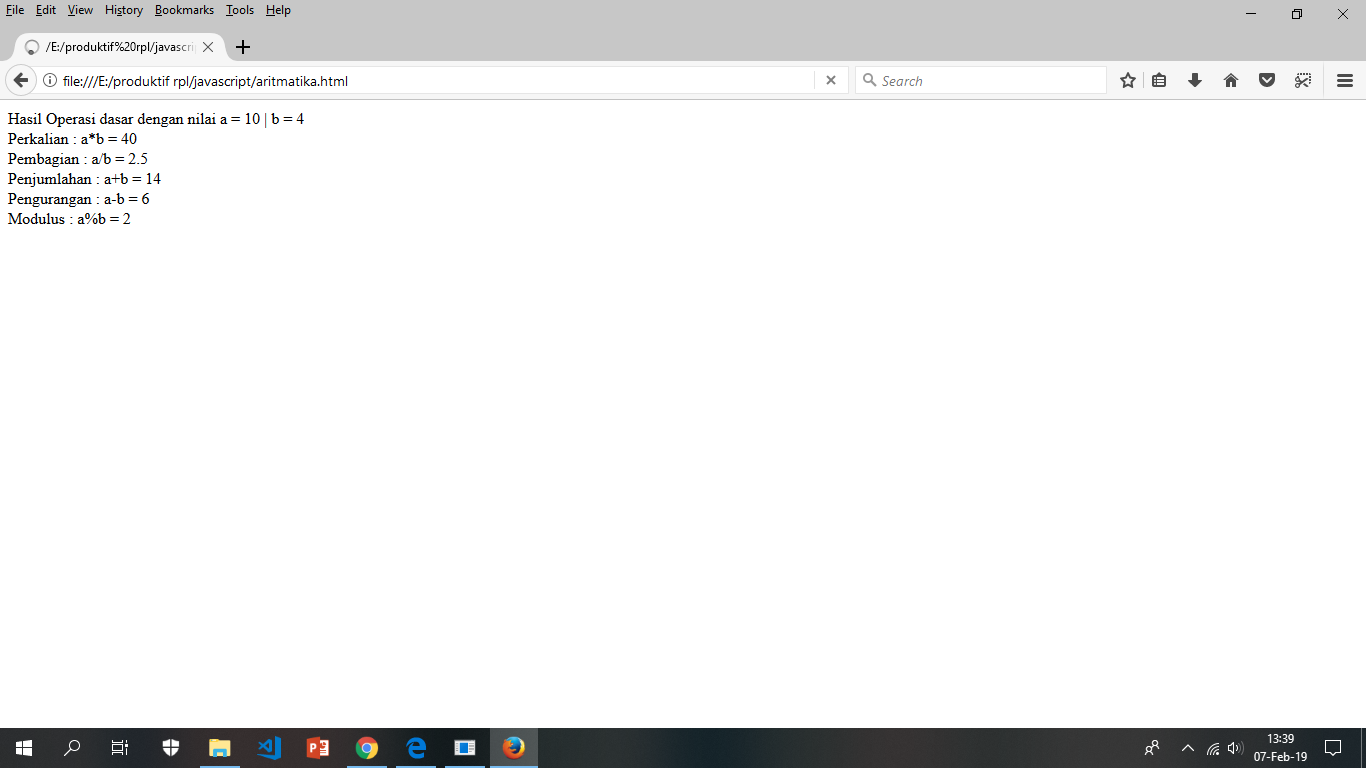 File Edit View History Bookmarks Tools Help
/E:/produktif%20rpl/javascri
file:///E:/produktif rpl/javascript/aritmatika.html
Search
Hasil Operasi dasar dengan nilai a = 10 | b = 4
Perkalian : a*b = 40
Pembagian : a/b = 2.5
Penjumlahan : a+b = 14
Pengurangan : a-b = 6
Modulus : a%b = 2
13:39
07-Feb-19